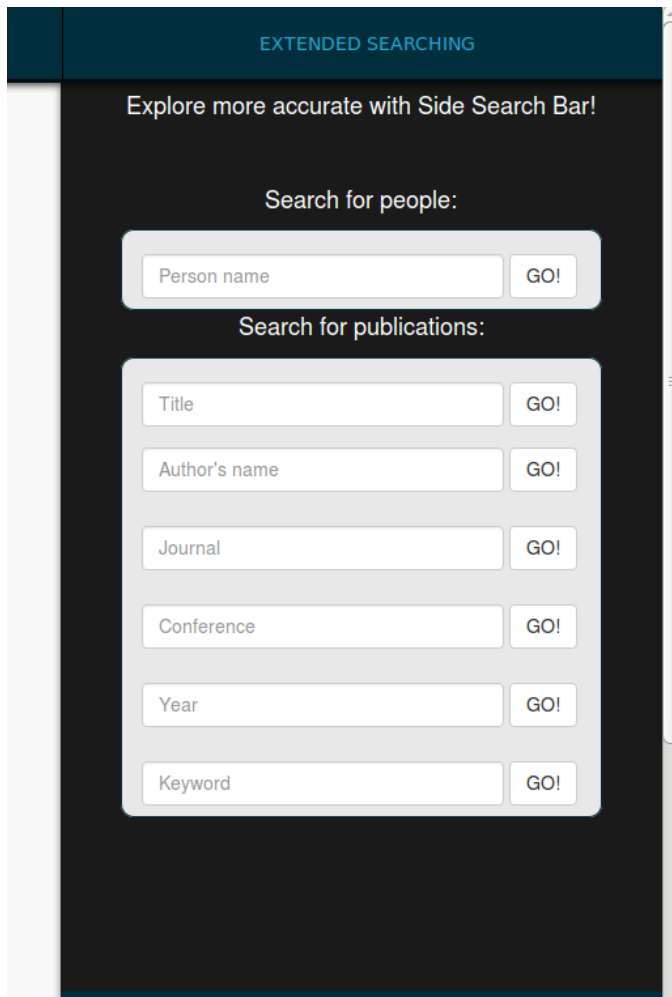 EXTENDED SEARCHING
Explore more accurate with Side Search Bar!
Search for people:
Person name GO!
Search for publications:
Title GO!
Author's name GO!
Journal GO!
Conference GO!
Year GO!
Keyword GO!